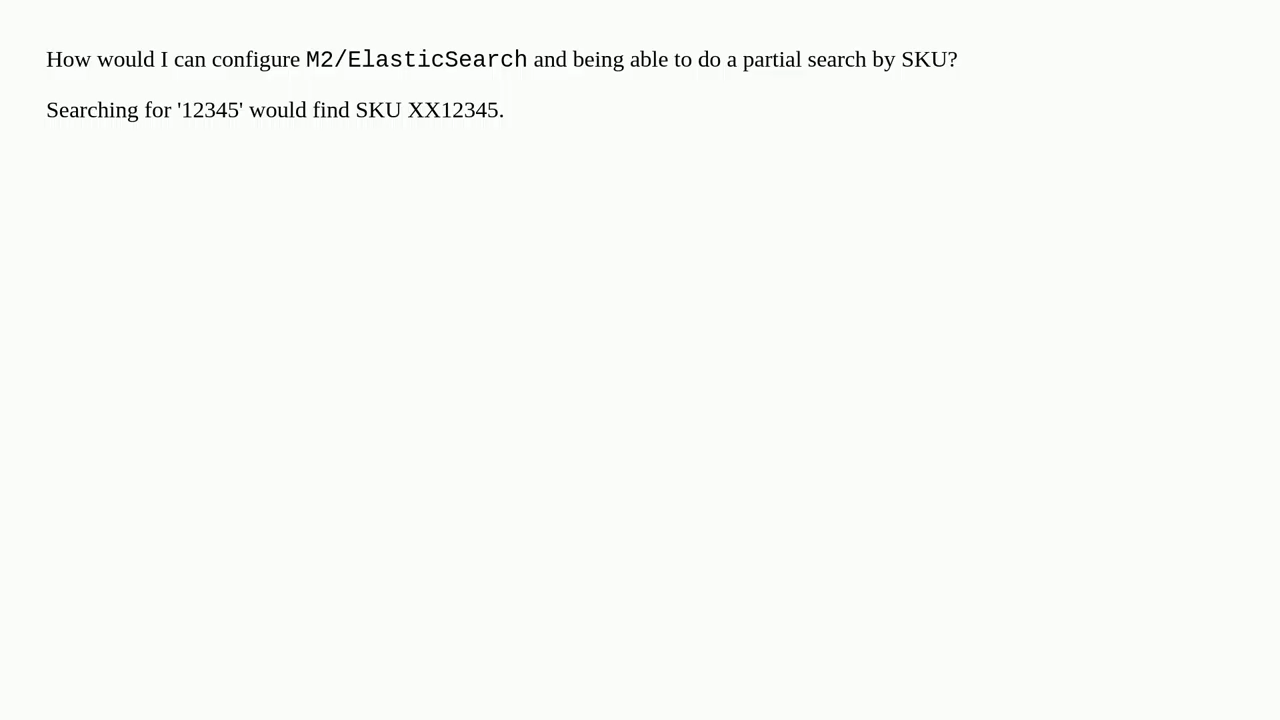 How would I can configure M2/ElasticSearch and being able to do a partial search by SKU?
Searching for '12345' would find SKU XX12345.